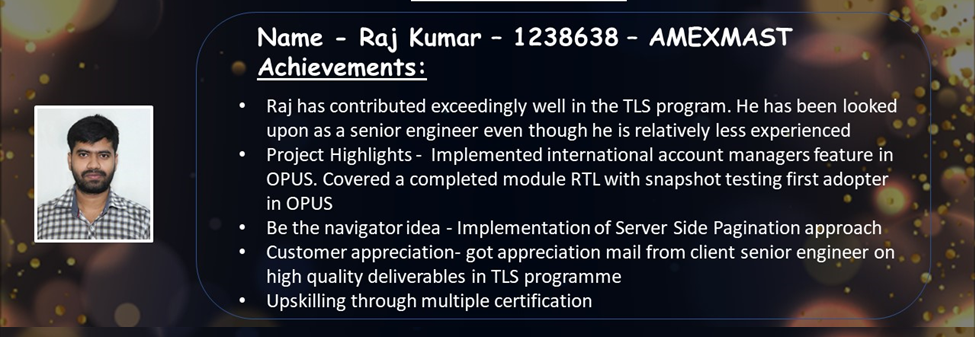 Name - Raj Kumar – 1238638 – AMEXMAST
Achievements:
• Raj has contributed exceedingly well in the TLS program. He has been looked
upon as a senior engineer even though he is relatively less experienced
• Project Highlights - Implemented international account managers feature in
OPUS. Covered a completed module RTL with snapshot testing first adopter
in OPUS
• Be the navigator idea - Implementation of Server Side Pagination approach
• Customer appreciation- got appreciation mail from client senior engineer on
high quality deliverables in TLS programme
• Upskilling through multiple certification